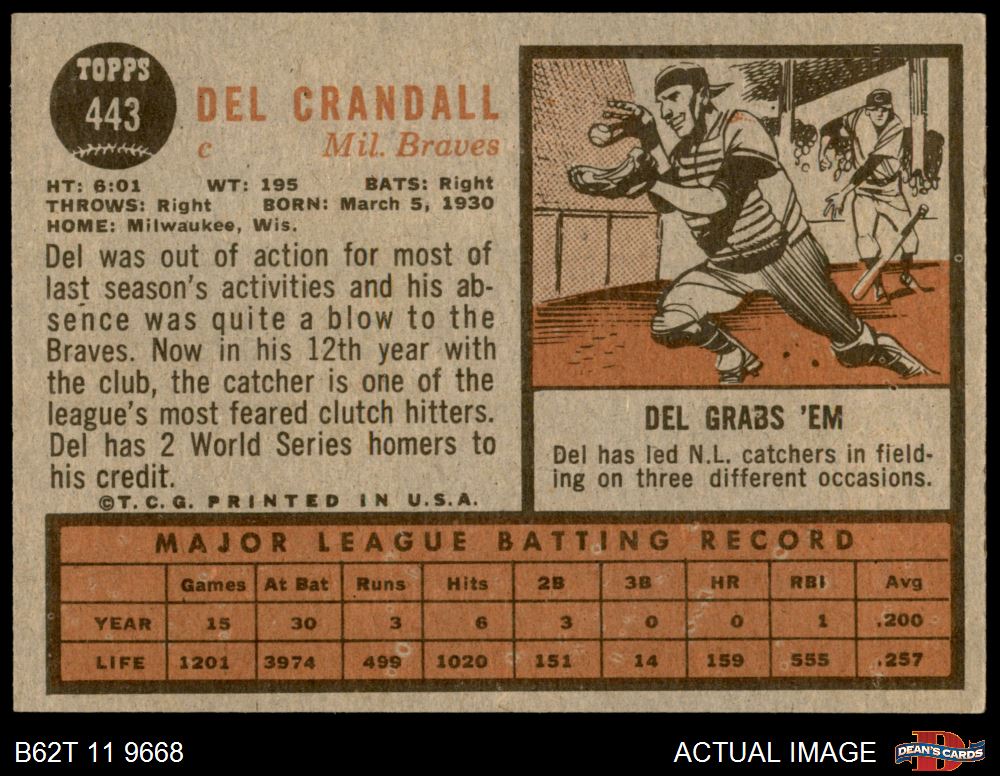 TOPPS
443
DEL CRANDALL
c Mil. Braves
HT: 6:01 WT: 195 BATS: Right
THROWS: Right BORN: March 5, 1930
HOME: Milwaukee, Wis.
Del was out of action for most of
last season's activities and his ab-
sence was quite a blow to the
Braves. Now in his 12th year with
the club, the catcher is one of the
league's most feared clutch hitters.
Del has 2 World Series homers to
his credit.
©T. C. G. PRINTED IN U.S.A.
DEL GRABS 'EM
Del has led N.L. catchers in field-
ing on three different occasions.
MAJOR LEAGUE BATTING RECORD
Games At Bat Runs Hits 2B 3B HR RBI Avg
YEAR 15 30 3 6 3 0 0 1 .200
LIFE 1201 3974 499 1020 151 14 159 555 .257
B62T 11 9668
ACTUAL IMAGE
D
DEAN'S CARDS